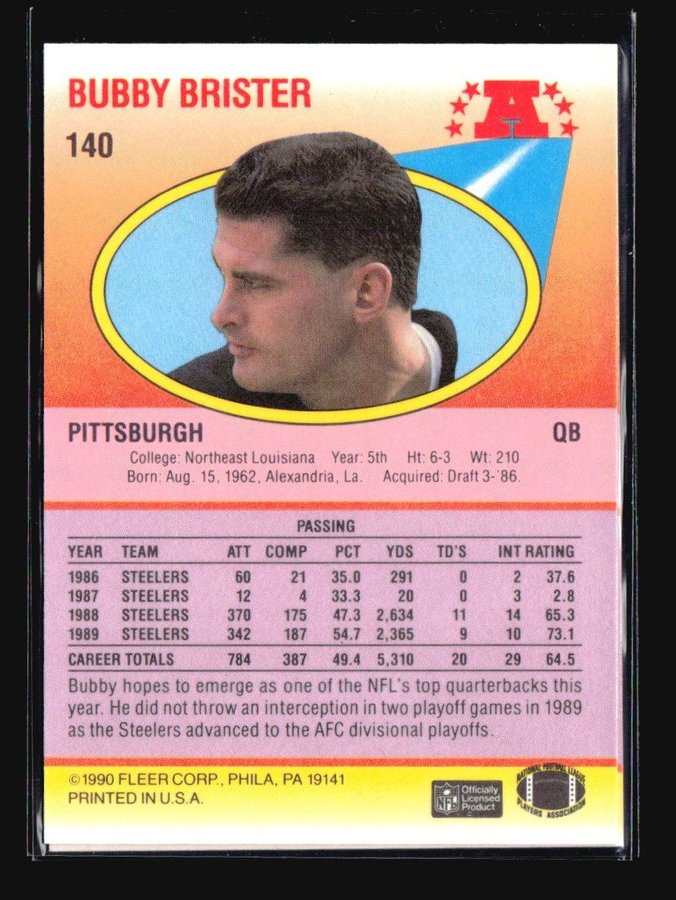 BUBBY BRISTER
140
A
PITTSBURGH QB
College: Northeast Louisiana Year: 5th Ht: 6-3 Wt: 210
Born: Aug. 15, 1962, Alexandria, La. Acquired: Draft 3-'86.
PASSING
YEAR TEAM ATT COMP PCT YDS TD'S INT RATING
1986 STEELERS 60 21 35.0 291 0 2 37.6
1987 STEELERS 12 4 33.3 20 0 3 2.8
1988 STEELERS 370 175 47.3 2,634 11 14 65.3
1989 STEELERS 342 187 54.7 2,365 9 10 73.1
CAREER TOTALS 784 387 49.4 5,310 20 29 64.5
Bubby hopes to emerge as one of the NFL's top quarterbacks this
year. He did not throw an interception in two playoff games in 1989
as the Steelers advanced to the AFC divisional playoffs.
©1990 FLEER CORP., PHILA, PA 19141
PRINTED IN U.S.A.
NFL
Officially
Licensed
Product
NATIONAL FOOTBALL LEAGUE
PLAYERS ASSOCIATION